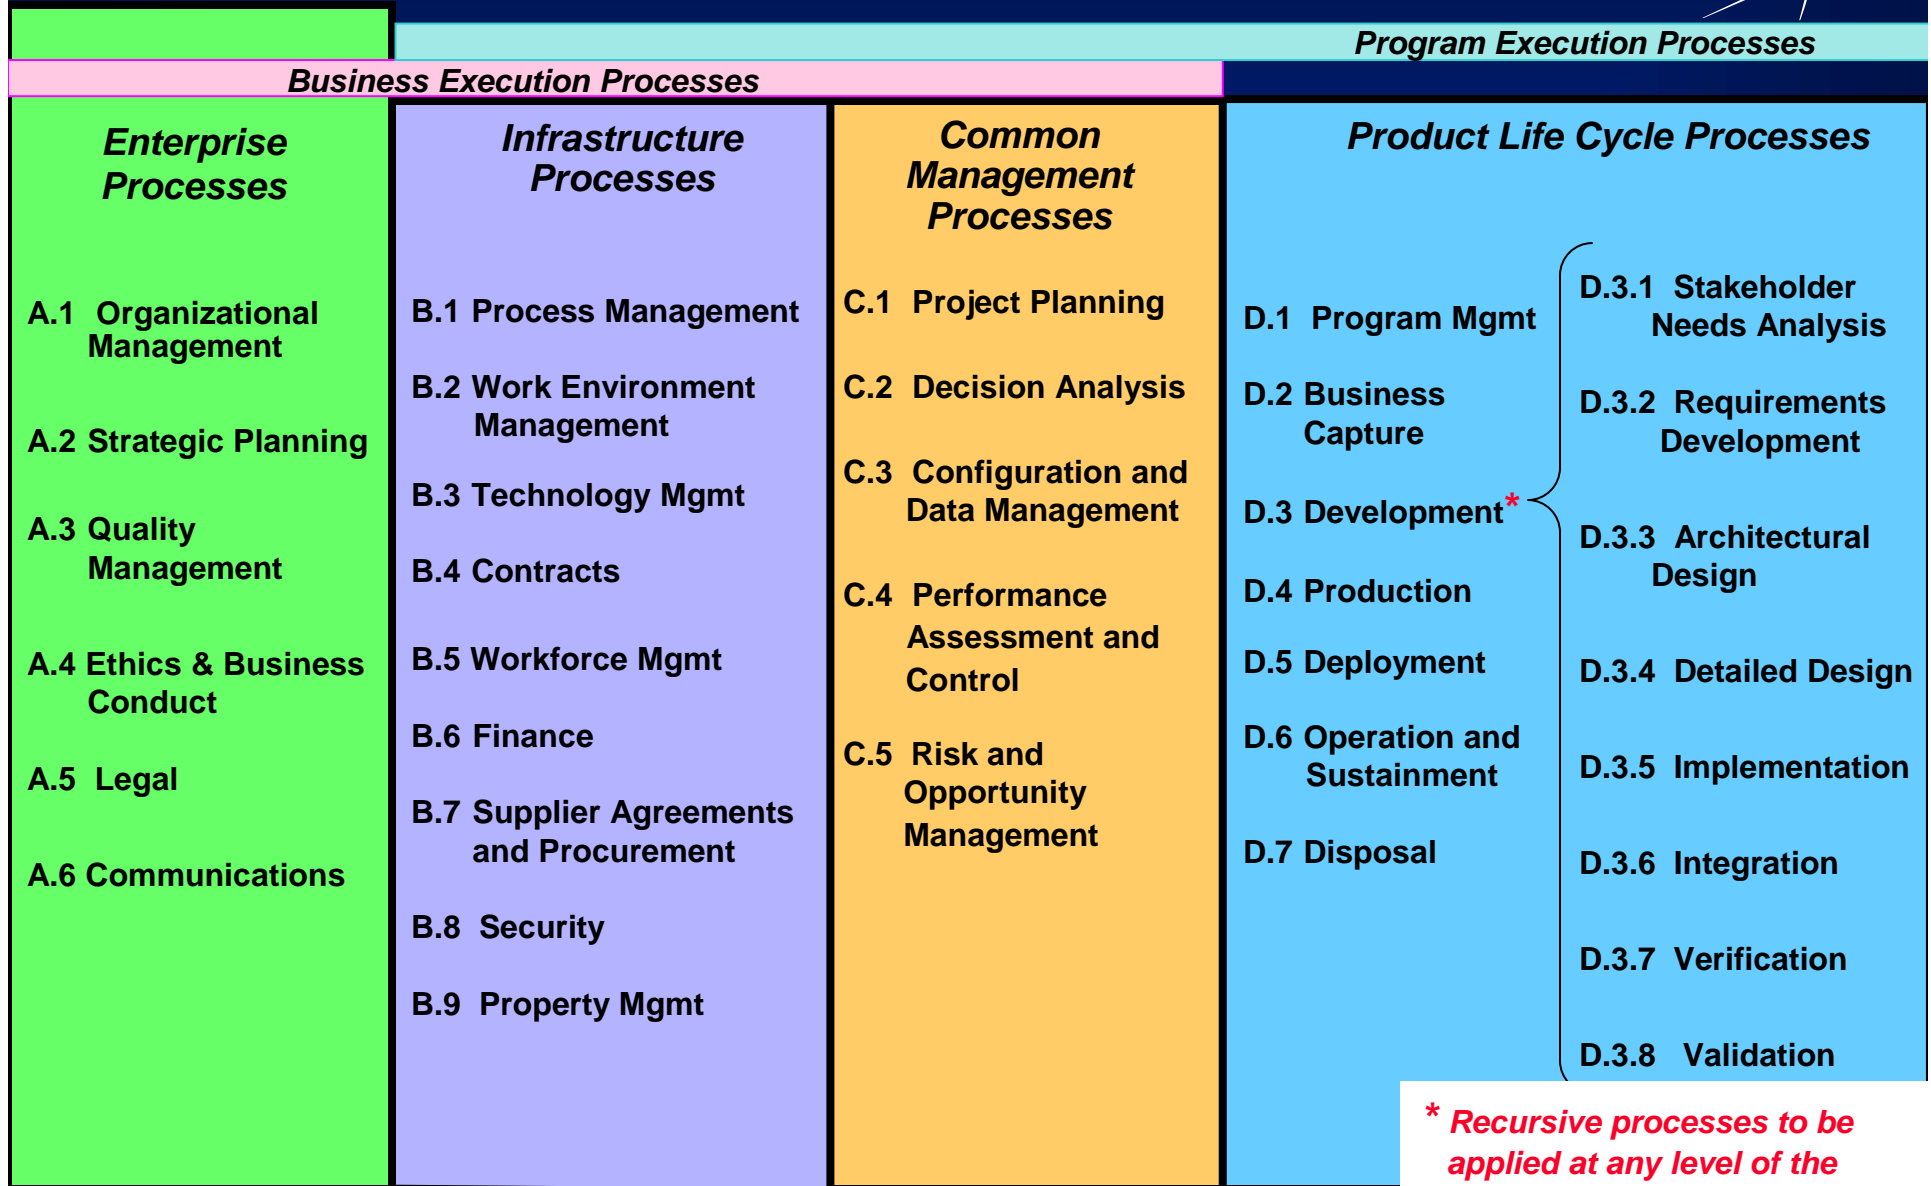 Program Execution Processes
Business Execution Processes
Enterprise
Processes
A.1 Organizational
Management
A.2 Strategic Planning
A.3 Quality
Management
A.4 Ethics & Business
Conduct
A.5 Legal
A.6 Communications
Infrastructure
Processes
B.1 Process Management
B.2 Work Environment
Management
B.3 Technology Mgmt
B.4 Contracts
B.5 Workforce Mgmt
B.6 Finance
B.7 Supplier Agreements
and Procurement
B.8 Security
B.9 Property Mgmt
Common
Management
Processes
C.1 Project Planning
C.2 Decision Analysis
C.3 Configuration and
Data Management
C.4 Performance
Assessment and
Control
C.5 Risk and
Opportunity
Management
Product Life Cycle Processes
D.1 Program Mgmt
D.2 Business
Capture
D.3 Development*
D.4 Production
D.5 Deployment
D.6 Operation and
Sustainment
D.7 Disposal
D.3.1 Stakeholder
Needs Analysis
D.3.2 Requirements
Development
D.3.3 Architectural
Design
D.3.4 Detailed Design
D.3.5 Implementation
D.3.6 Integration
D.3.7 Verification
D.3.8 Validation
* Recursive processes to be
applied at any level of the